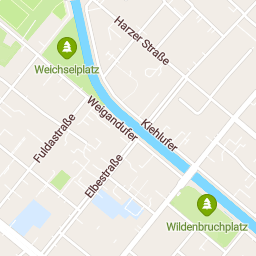 Harzer Straße
Weichselplatz
Weigandufer
Kiehlufer
Fuldastraße
Elbestraße
Wildenbruchplatz